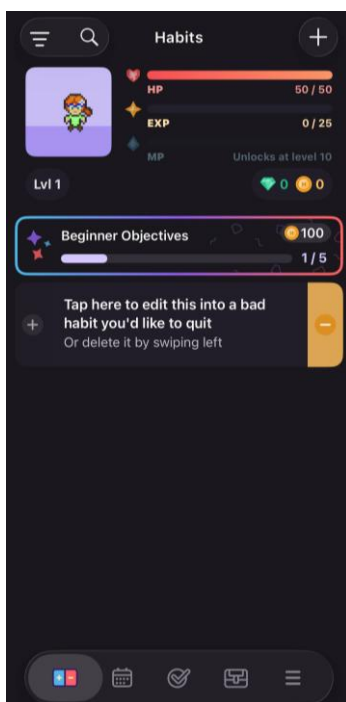 Habits
HP 50 / 50
EXP 0 / 25
MP Unlocks at level 10
Lvl 1 0 0
Beginner Objectives 100
1 / 5
Tap here to edit this into a bad
habit you'd like to quit
Or delete it by swiping left